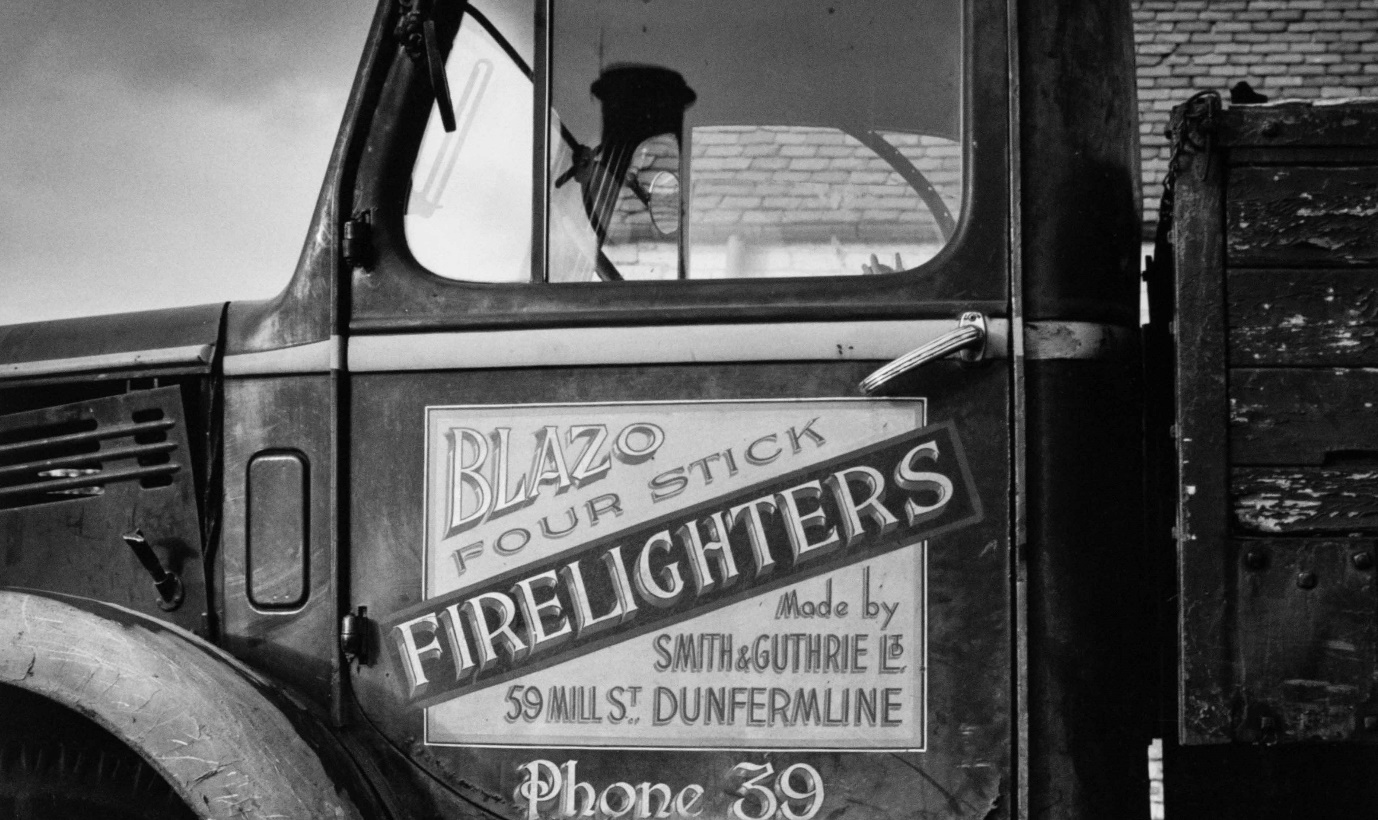 BLAZO
FOUR STICK
FIRELIGHTERS
Made by
SMITH & GUTHRIE LTD.
59 MILL ST. DUNFERMLINE
Phone 39